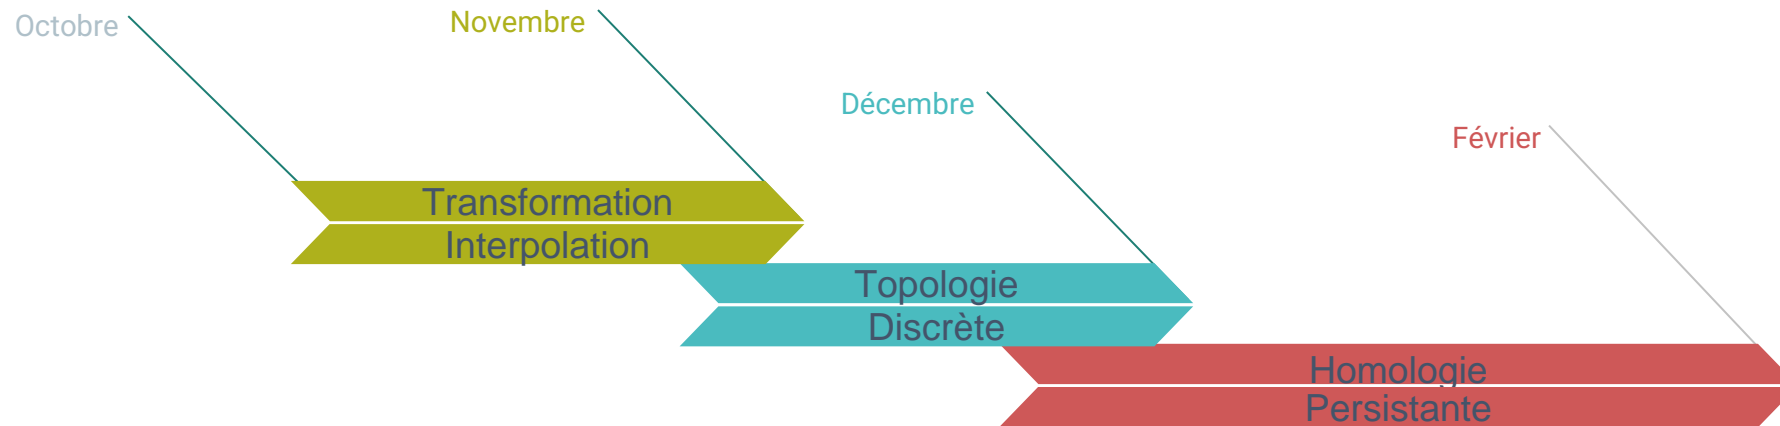 Octobre
Novembre
Décembre
Février
Transformation
Interpolation
Topologie
Discrète
Homologie
Persistante